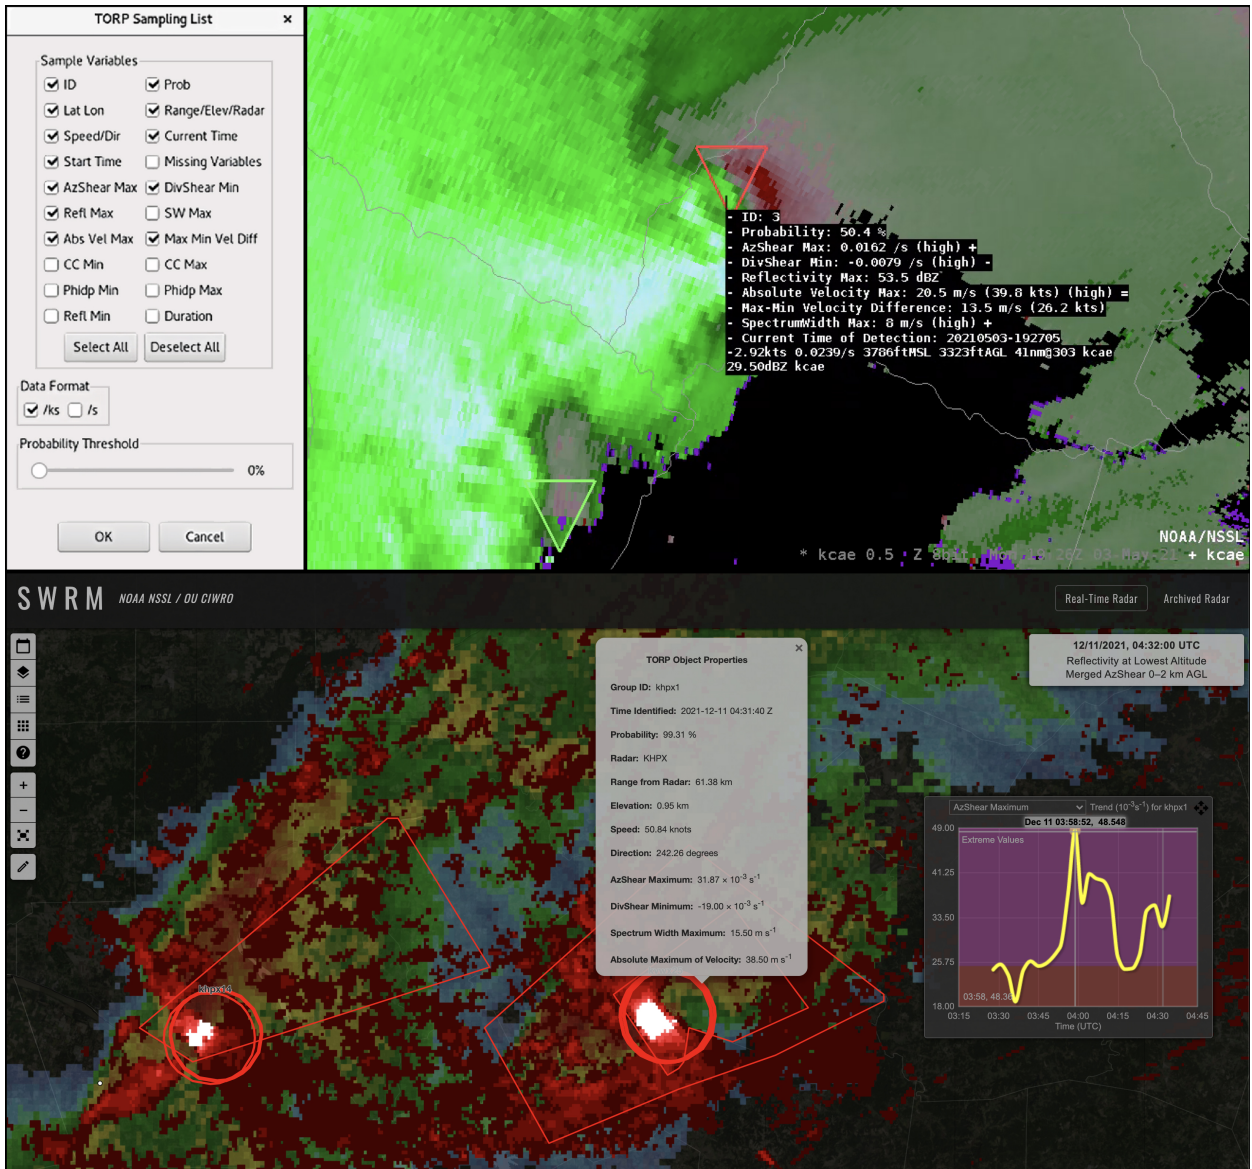 TORP Sampling List ×
Sample Variables
ID Prob
Lat Lon Range/Elev/Radar
Speed/Dir Current Time
Start Time Missing Variables
AzShear Max DivShear Min
Refl Max SW Max
Abs Vel Max Max Min Vel Diff
CC Min CC Max
Phidp Min Phidp Max
Refl Min Duration
Select All Deselect All
Data Format
/ks /s
Probability Threshold
0%
OK Cancel
- ID: 3
- Probability: 50.4 %
- AzShear Max: 0.0162 /s (high) +
- DivShear Min: -0.0079 /s (high) -
- Reflectivity Max: 53.5 dBZ
- Absolute Velocity Max: 20.5 m/s (39.8 kts) (high) =
- Max-Min Velocity Difference: 13.5 m/s (26.2 kts)
- SpectrumWidth Max: 8 m/s (high) +
- Current Time of Detection: 20210503-192705
-2.92kts 0.0239/s 3786ftMSL 3323ftAGL 41nm@303 kcae
29.50dBZ kcae
NOAA/NSSL
* kcae 0.5 Z 8bit 03-May 21 + kcae
SWRM NOAA NSSL / OU CIWRO
Real-Time Radar Archived Radar
12/11/2021, 04:32:00 UTC
Reflectivity at Lowest Altitude
Merged AzShear 0–2 km AGL
TORP Object Properties ×
Group ID: khpx1
Time Identified: 2021-12-11 04:31:40 Z
Probability: 99.31 %
Radar: KHPX
Range from Radar: 61.38 km
Elevation: 0.95 km
Speed: 50.84 knots
Direction: 242.26 degrees
AzShear Maximum: 31.87 × 10⁻³ s⁻¹
DivShear Minimum: -19.00 × 10⁻³ s⁻¹
Spectrum Width Maximum: 15.50 m s⁻¹
Absolute Maximum of Velocity: 38.50 m s⁻¹
khpx14
AzShear Maximum Trend (10⁻³s⁻¹) for khpx1
Dec 11 03:58:52, 48.548
49.00
Extreme Values
41.25
33.50
25.75
18.00
03:58, 48.36
03:15 03:30 03:45 04:00 04:15 04:30 04:45
Time (UTC)